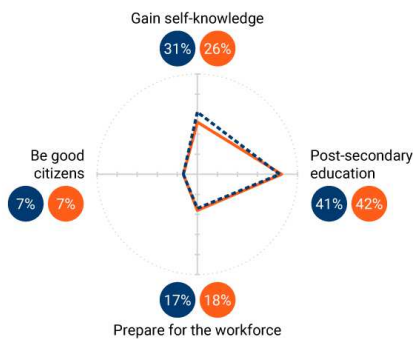 Gain self-knowledge
31% 26%
Be good
citizens
7% 7%
Post-secondary
education
41% 42%
17% 18%
Prepare for the workforce